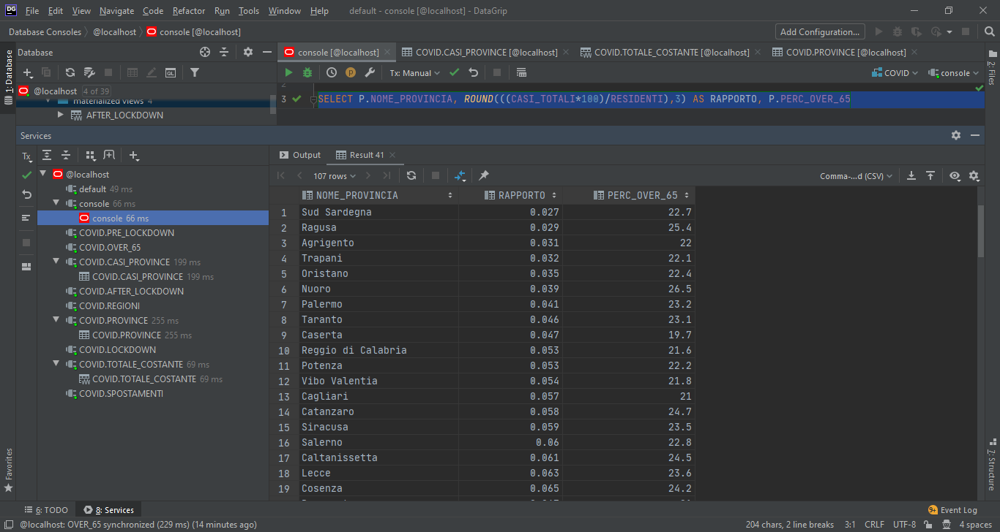 DG File Edit View Navigate Code Refactor Run Tools Window Help default - console [@localhost] - DataGrip
Database Consoles @localhost console [@localhost] Add Configuration...
1: Database
Database
console [@localhost] COVID.CASI_PROVINCE [@localhost] COVID.TOTALE_COSTANTE [@localhost] COVID.PROVINCE [@localhost]
2: Files
QL Tx: Manual COVID console
@localhost 4 of 39
materialized views 4
AFTER_LOCKDOWN
2
3 SELECT P.NOME_PROVINCIA, ROUND(((CASI_TOTALI*100)/RESIDENTI),3) AS RAPPORTO, P.PERC_OVER_65
Services
Tx
@localhost
default 49 ms
console 66 ms
console 66 ms
COVID.PRE_LOCKDOWN
COVID.OVER_65
COVID.CASI_PROVINCE 199 ms
COVID.CASI_PROVINCE 199 ms
COVID.AFTER_LOCKDOWN
COVID.REGIONI
COVID.PROVINCE 255 ms
COVID.PROVINCE 255 ms
COVID.LOCKDOWN
COVID.TOTALE_COSTANTE 69 ms
COVID.TOTALE_COSTANTE 69 ms
COVID.SPOSTAMENTI
Output Result 41
107 rows Comma-...d (CSV)
NOME_PROVINCIA RAPPORTO PERC_OVER_65
1 Sud Sardegna 0.027 22.7
2 Ragusa 0.029 25.4
3 Agrigento 0.031 22
4 Trapani 0.032 22.1
5 Oristano 0.035 22.4
6 Nuoro 0.039 26.5
7 Palermo 0.041 23.2
8 Taranto 0.046 23.1
9 Caserta 0.047 19.7
10 Reggio di Calabria 0.053 21.6
11 Potenza 0.053 22.2
12 Vibo Valentia 0.054 21.8
13 Cagliari 0.057 21
14 Catanzaro 0.058 24.7
15 Siracusa 0.059 23.5
16 Salerno 0.06 22.8
17 Caltanissetta 0.061 24.5
18 Lecce 0.063 23.6
19 Cosenza 0.065 24.2
Favorites
7: Structure
6: TODO 8: Services 9+ Event Log
@localhost: OVER_65 synchronized (229 ms) (14 minutes ago) 204 chars, 2 line breaks 3:1 CRLF UTF-8 4 spaces